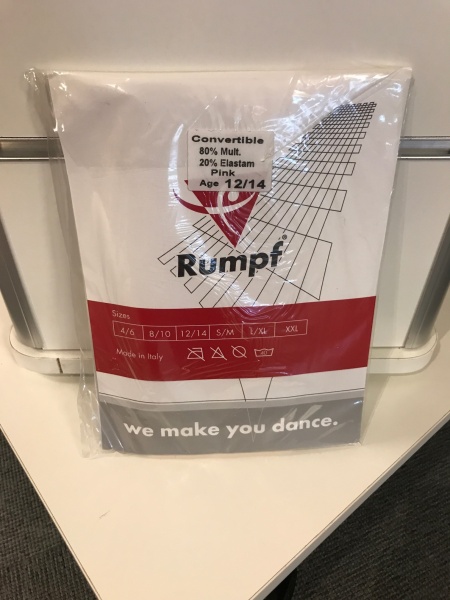 Convertible
80% Mult.
20% Elastam
Pink
Age 12/14
Rumpf®
Sizes
4/6 8/10 12/14 S/M L/XL XXL
Made in Italy
we make you dance.